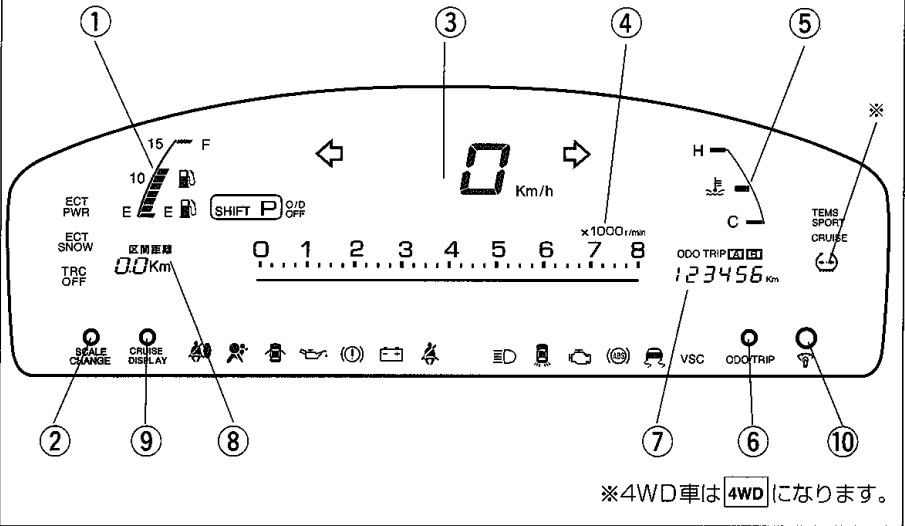 ① ③ ④ ⑤
※
15 F
10
E E
SHIFT P O/D OFF
Km/h
H
C
ECT PWR
ECT SNOW
TRC OFF
TEMS SPORT
CRUISE
×1000r/min
区間距離
0.0Km
0 1 2 3 4 5 6 7 8
ODO TRIP A B
123456 Km
SCALE CHANGE
CRUISE DISPLAY
ABS
VSC
ODO/TRIP
② ⑨ ⑧ ⑦ ⑥ ⑩
※4WD車は4WDになります。